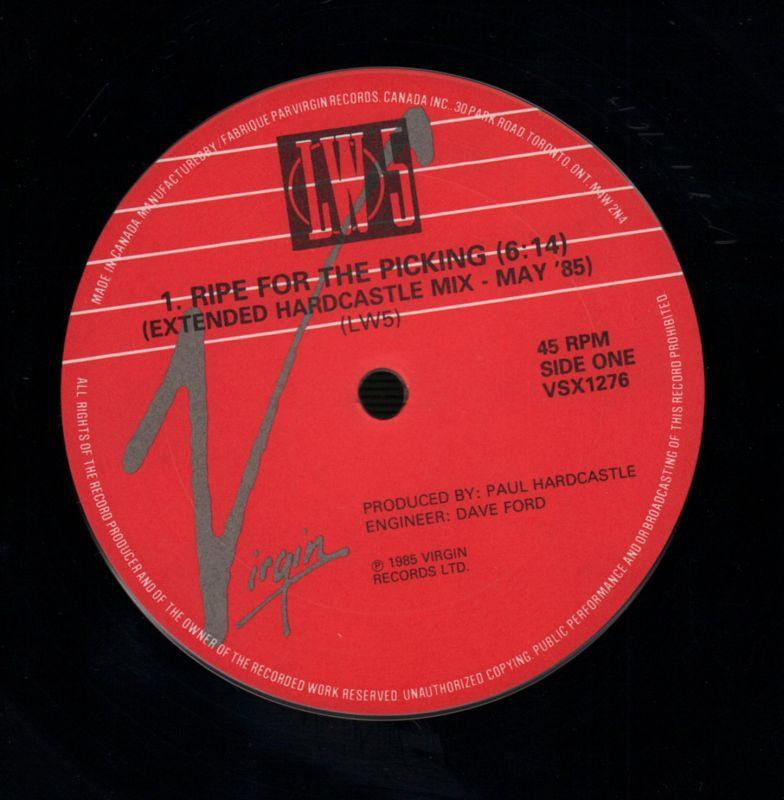 MADE IN CANADA MANUFACTURED BY / FABRIQUE PAR VIRGIN RECORDS. CANADA INC.. 30 PARK ROAD, TORONTO, ONT. M4W 2N4
LW5
1. RIPE FOR THE PICKING (6:14)
(EXTENDED HARDCASTLE MIX - MAY '85)
(LW5)
45 RPM
SIDE ONE
VSX1276
PRODUCED BY: PAUL HARDCASTLE
ENGINEER: DAVE FORD
℗ 1985 VIRGIN
RECORDS LTD.
Virgin
ALL RIGHTS OF THE RECORD PRODUCER AND OF THE OWNER OF THE RECORDED WORK RESERVED. UNAUTHORIZED COPYING, PUBLIC PERFORMANCE AND/OR BROADCASTING OF THIS RECORD PROHIBITED.